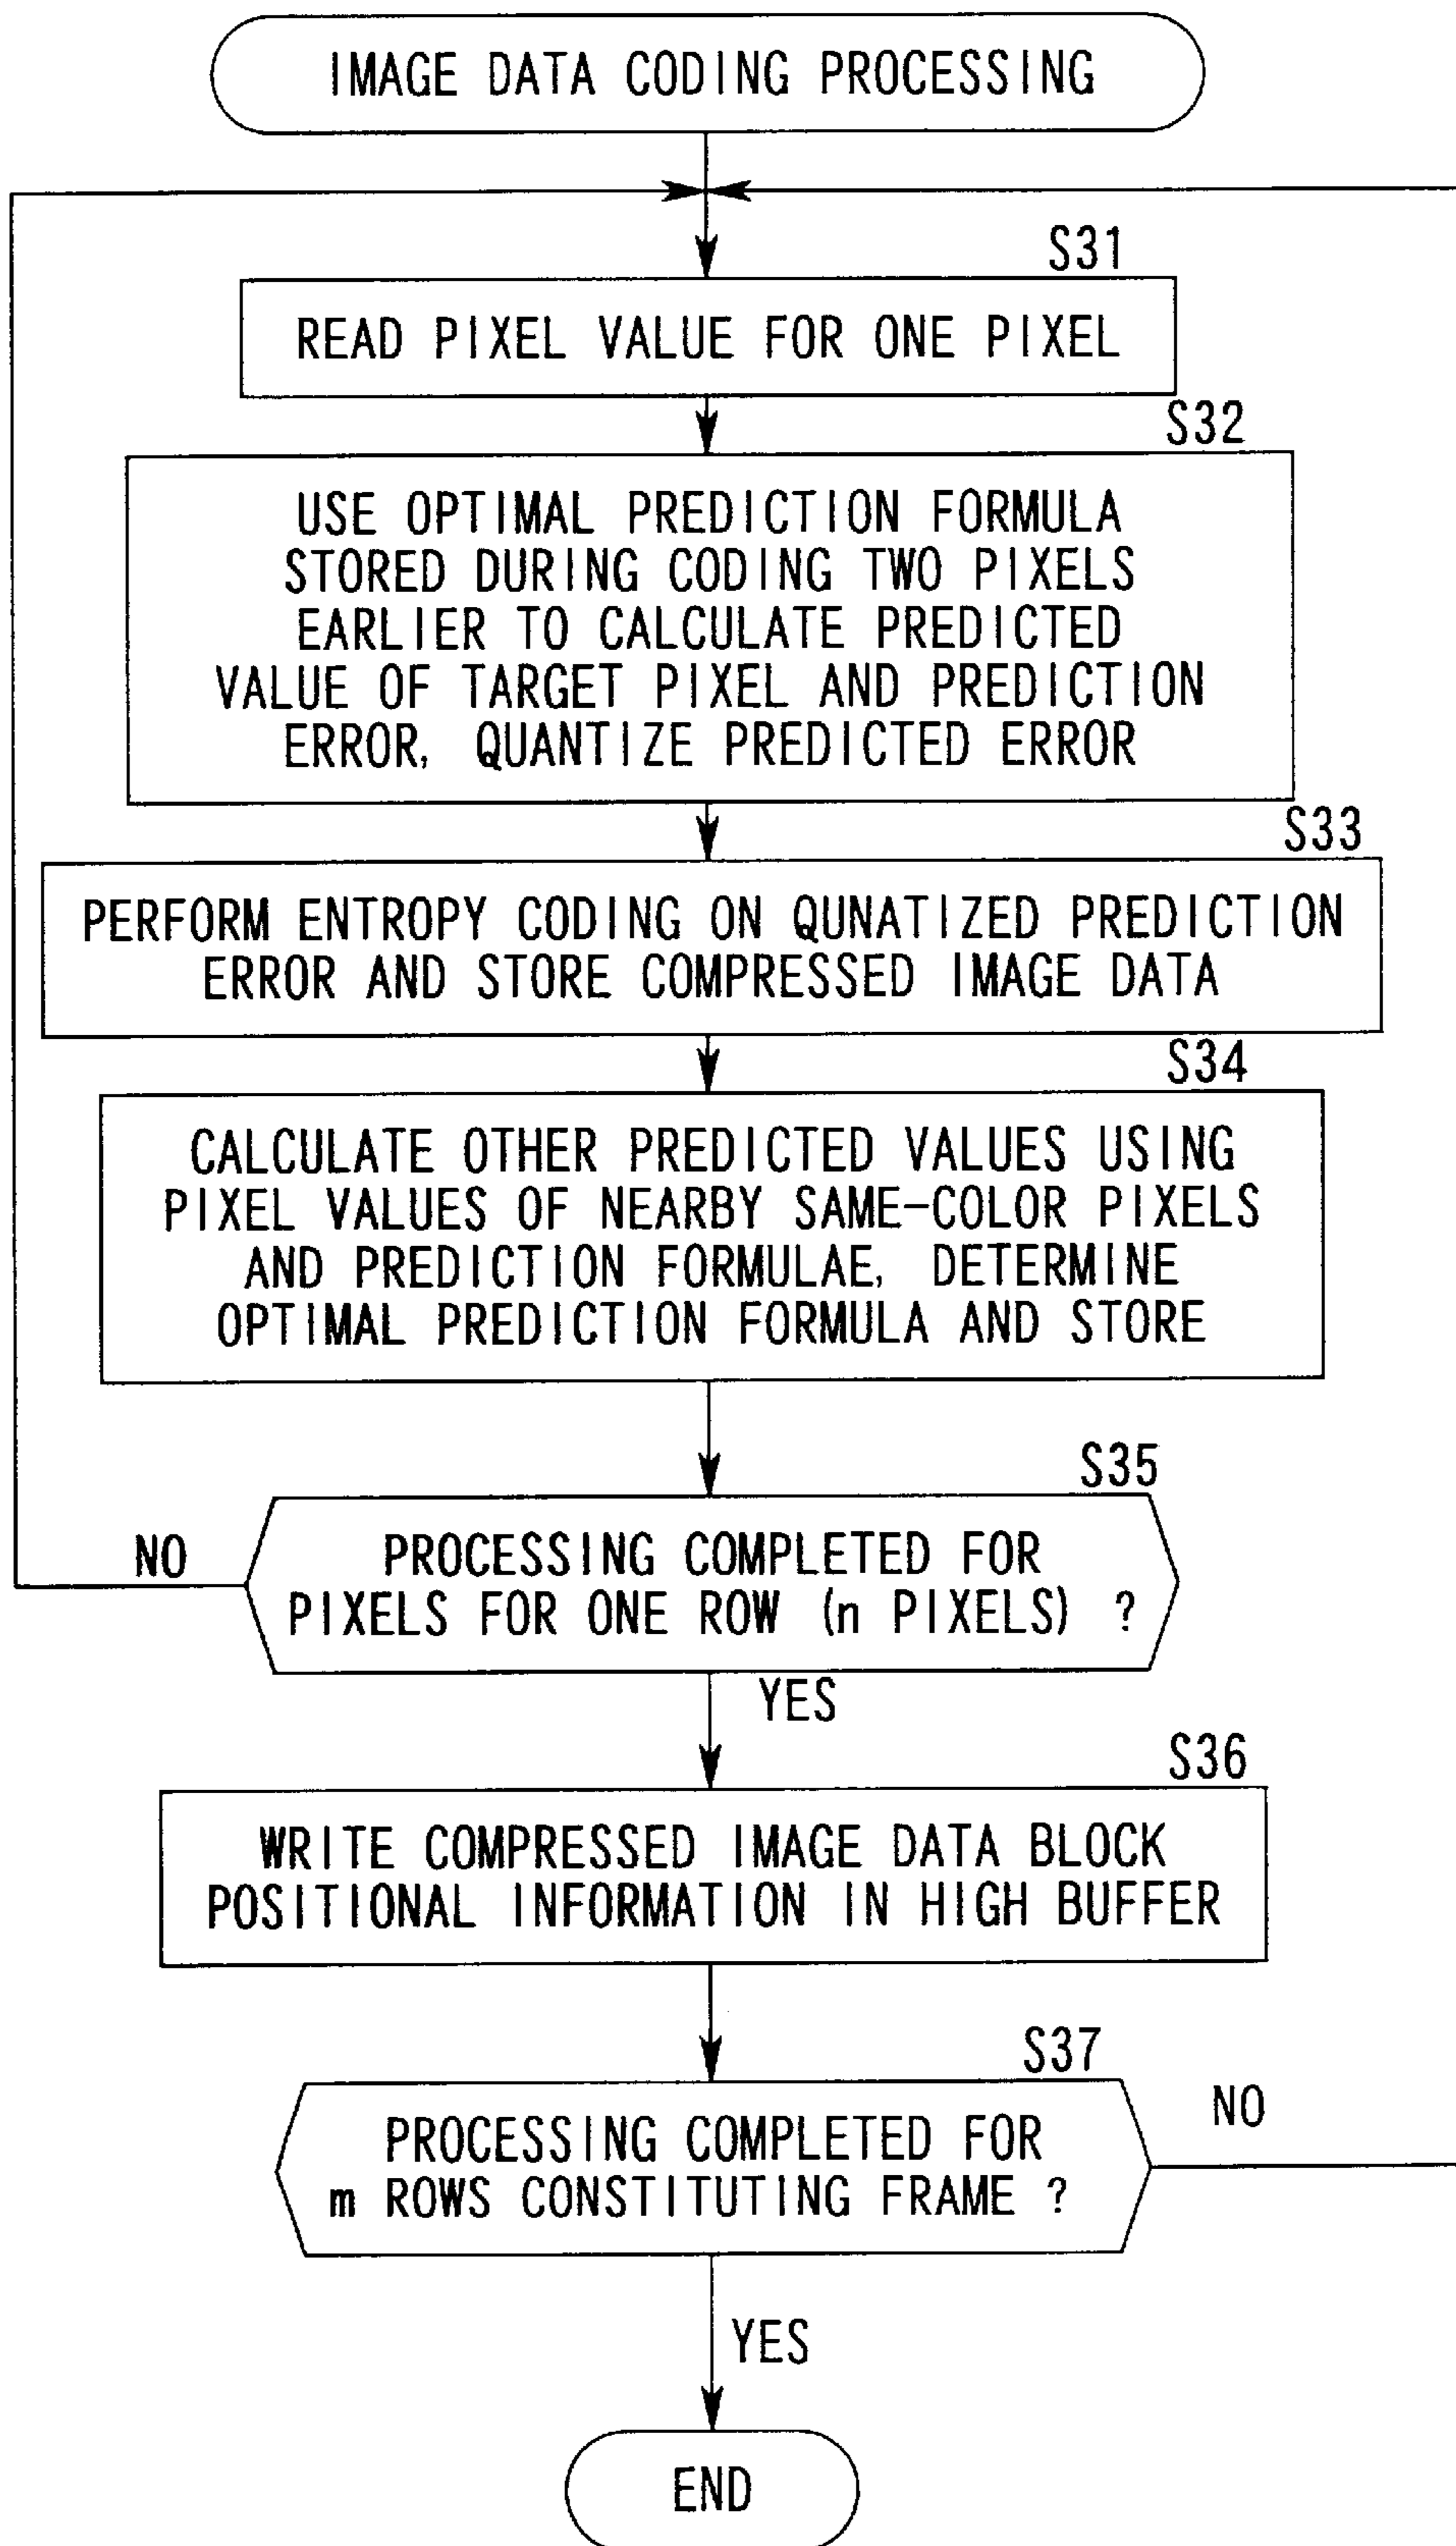 IMAGE DATA CODING PROCESSING
S31
READ PIXEL VALUE FOR ONE PIXEL
S32
USE OPTIMAL PREDICTION FORMULA
STORED DURING CODING TWO PIXELS
EARLIER TO CALCULATE PREDICTED
VALUE OF TARGET PIXEL AND PREDICTION
ERROR, QUANTIZE PREDICTED ERROR
S33
PERFORM ENTROPY CODING ON QUNATIZED PREDICTION
ERROR AND STORE COMPRESSED IMAGE DATA
S34
CALCULATE OTHER PREDICTED VALUES USING
PIXEL VALUES OF NEARBY SAME-COLOR PIXELS
AND PREDICTION FORMULAE, DETERMINE
OPTIMAL PREDICTION FORMULA AND STORE
S35
NO
PROCESSING COMPLETED FOR
PIXELS FOR ONE ROW (n PIXELS) ?
YES
S36
WRITE COMPRESSED IMAGE DATA BLOCK
POSITIONAL INFORMATION IN HIGH BUFFER
S37
NO
PROCESSING COMPLETED FOR
m ROWS CONSTITUTING FRAME ?
YES
END